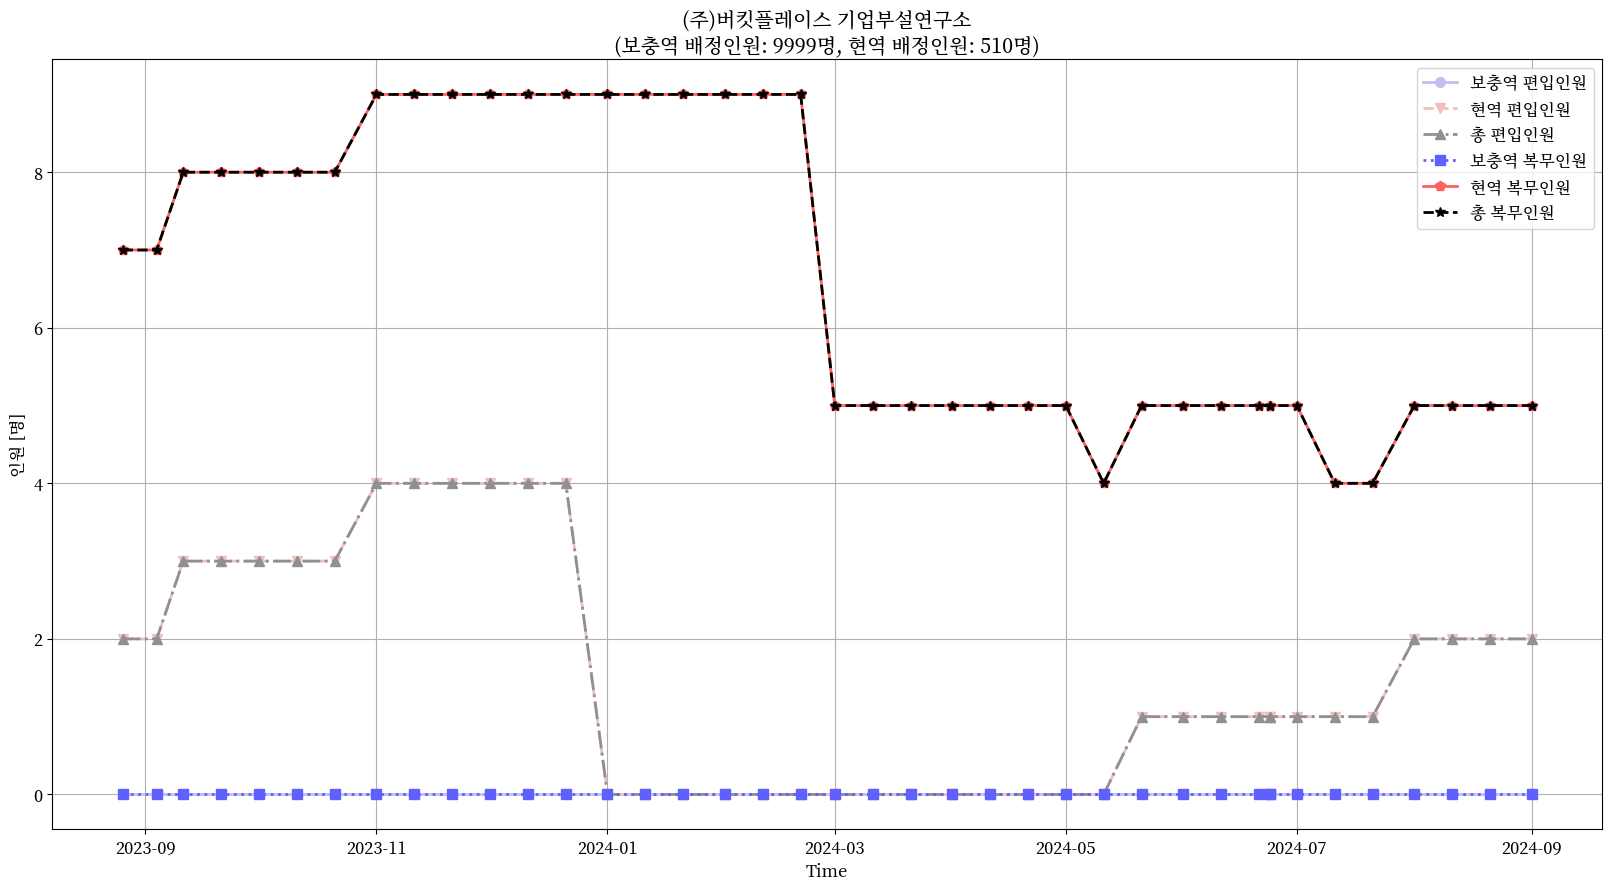 (주)버킷플레이스 기업부설연구소
(보충역 배정인원: 9999명, 현역 배정인원: 510명)
보충역 편입인원
현역 편입인원
총 편입인원
보충역 복무인원
현역 복무인원
총 복무인원
인원 [명]
8
6
4
2
0
2023-09 2023-11 2024-01 2024-03 2024-05 2024-07 2024-09
Time